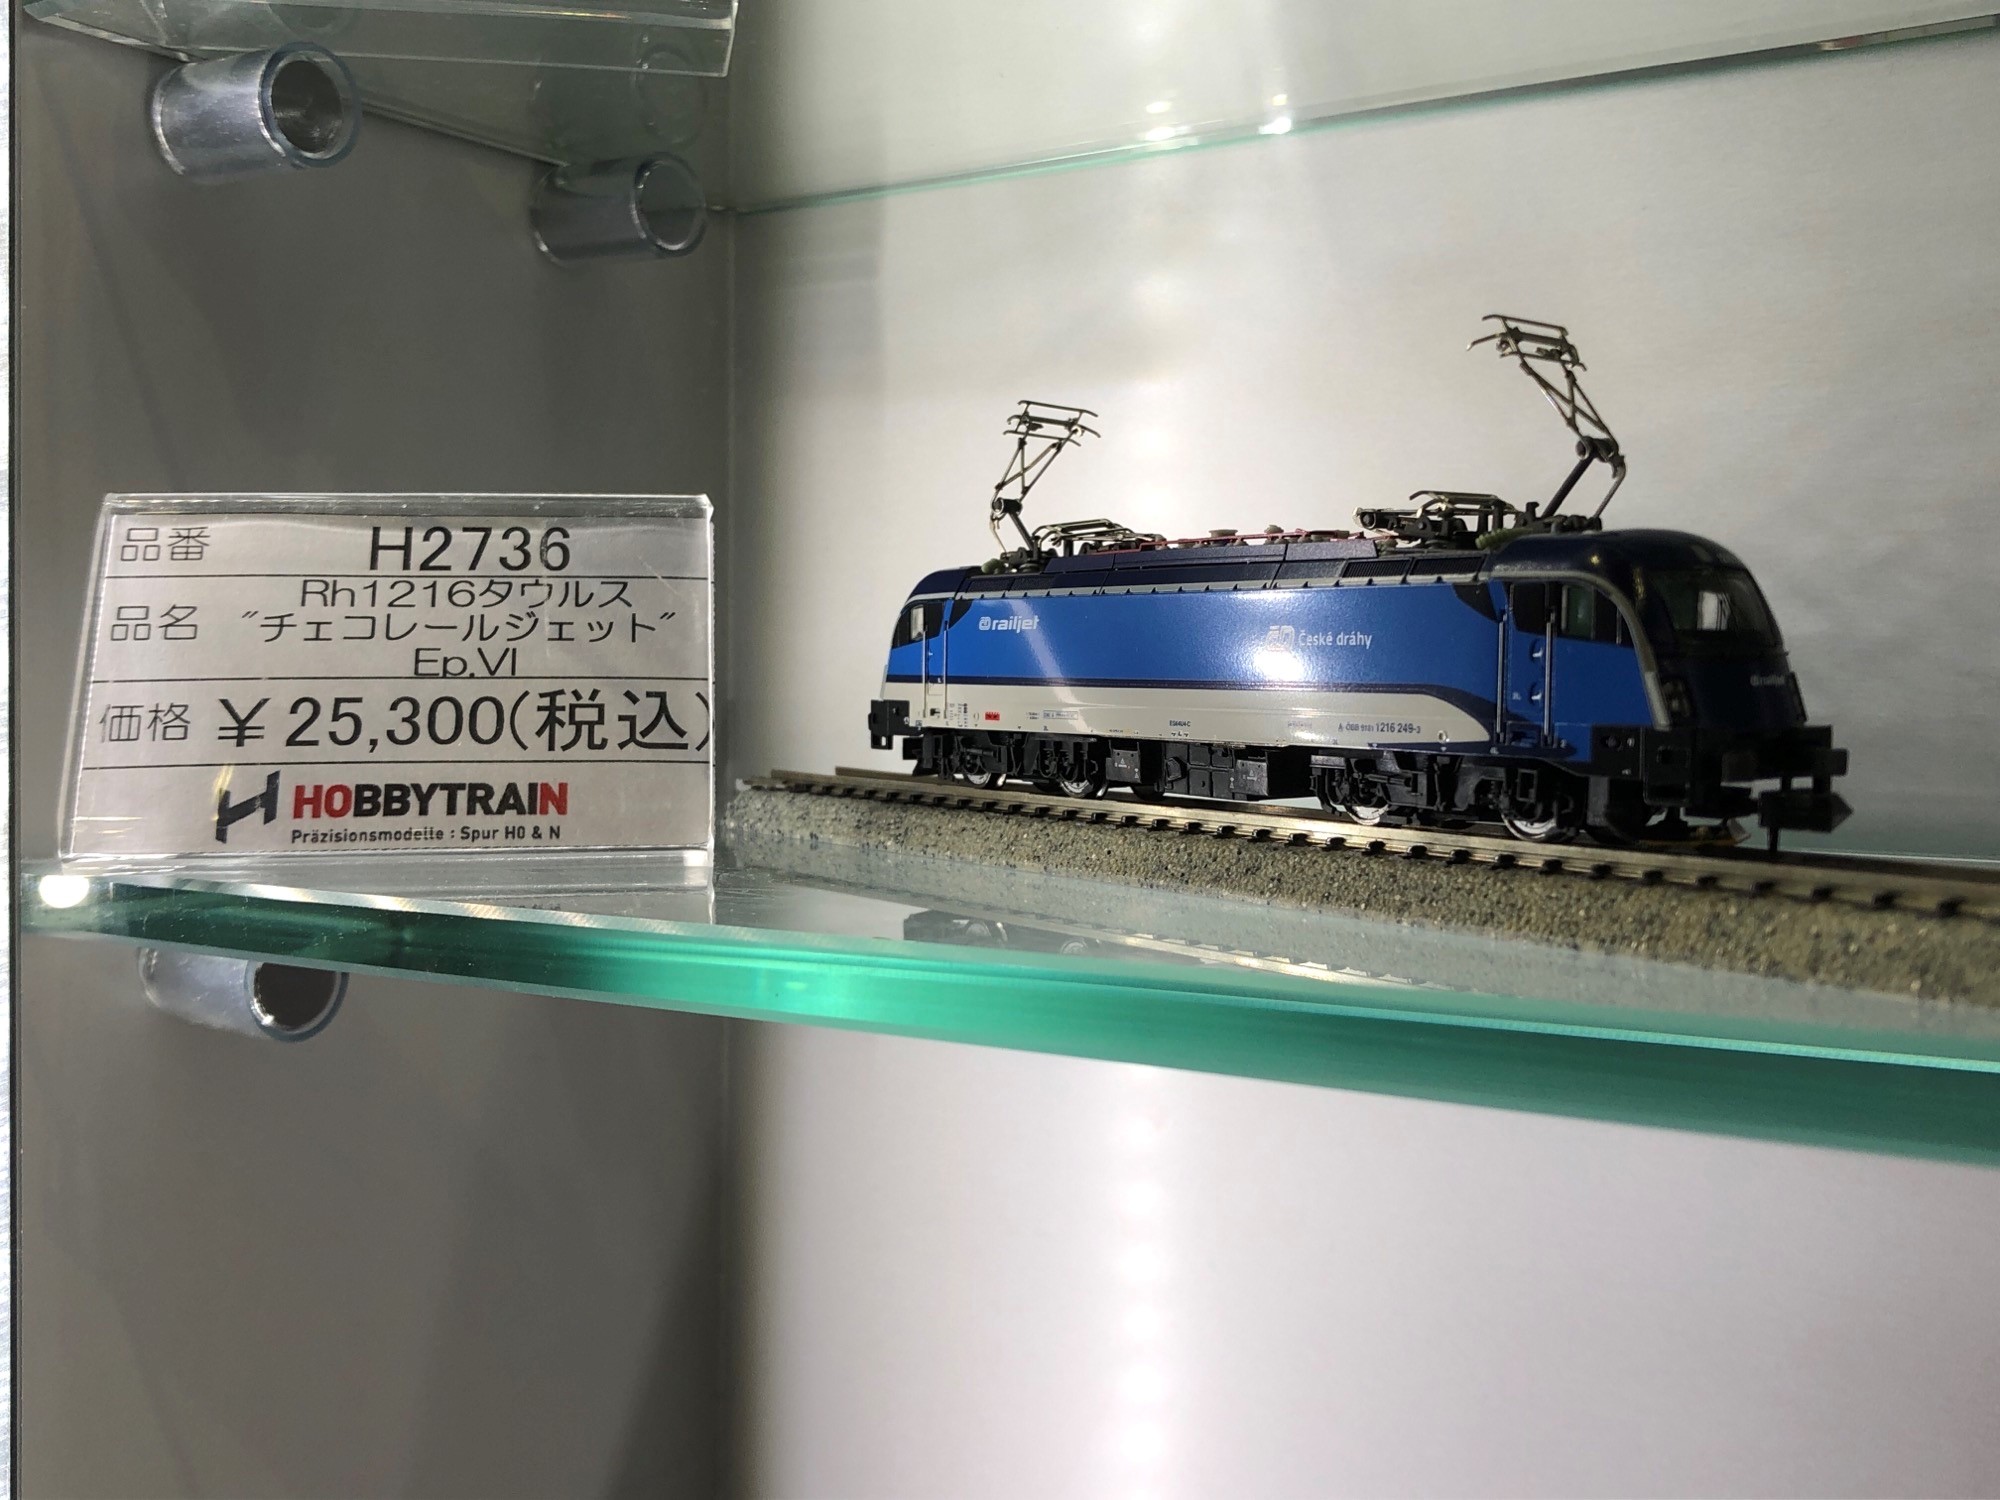 品番 H2736
Rh1216タウルス
品名 "チェコレールジェット"
Ep.VI
価格 ¥25,300(税込)
HOBBYTRAIN
Präzisionsmodelle : Spur H0 & N
railjet
České dráhy
1216 249-3
railjet